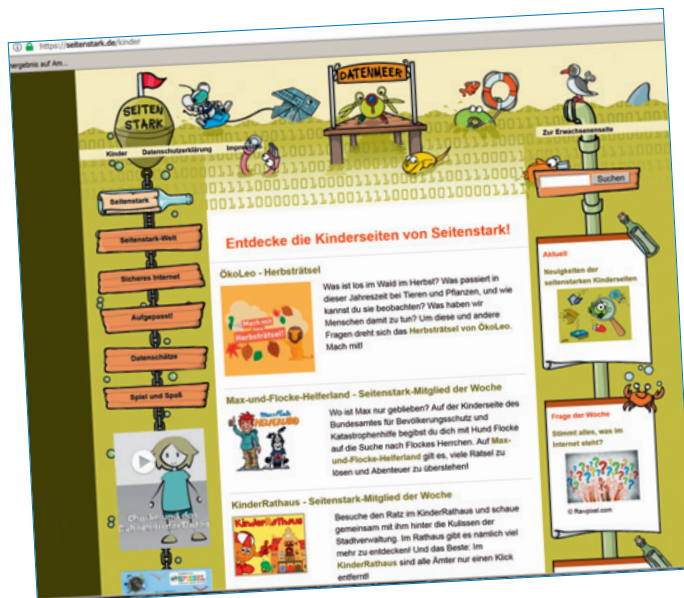 https://seitenstark.de/kinder
ergebnis auf Am...
DATENMEER
SEITEN
STARK
Kinder Datenschutzerklärung
Zur Erwachsenenseite
Suchen
Seitenstark
Seitenstark-Welt
Sicheres Internet
Aufgepasst!
Datenschätze
Spiel und Spaß
Entdecke die Kinderseiten von Seitenstark!
ÖkoLeo - Herbsträtsel
Mach mit
Herbsträtsel!
Was ist los im Wald im Herbst? Was passiert in
dieser Jahreszeit bei Tieren und Pflanzen, und wie
kannst du sie beobachten? Was haben wir
Menschen damit zu tun? Um diese und andere
Fragen dreht sich das Herbsträtsel von ÖkoLeo.
Mach mit!
Max-und-Flocke-Helferland - Seitenstark-Mitglied der Woche
Wo ist Max nur geblieben? Auf der Kinderseite des
Bundesamtes für Bevölkerungsschutz und
Katastrophenhilfe begibst du dich mit Hund Flocke
auf die Suche nach Flockes Herrchen. Auf Max-
und-Flocke-Helferland gilt es, viele Rätsel zu
lösen und Abenteuer zu überstehen!
KinderRathaus - Seitenstark-Mitglied der Woche
KinderRathaus
Besuche den Ratz im KinderRathaus und schaue
gemeinsam mit ihm hinter die Kulissen der
Stadtverwaltung. Im Rathaus gibt es nämlich viel
mehr zu entdecken! Und das Beste: Im
KinderRathaus sind alle Ämter nur einen Klick
entfernt!
Aktuell
Neuigkeiten der
seitenstarken Kinderseiten
Frage der Woche
Stimmt alles, was im
Internet steht?
© Rawpixel.com